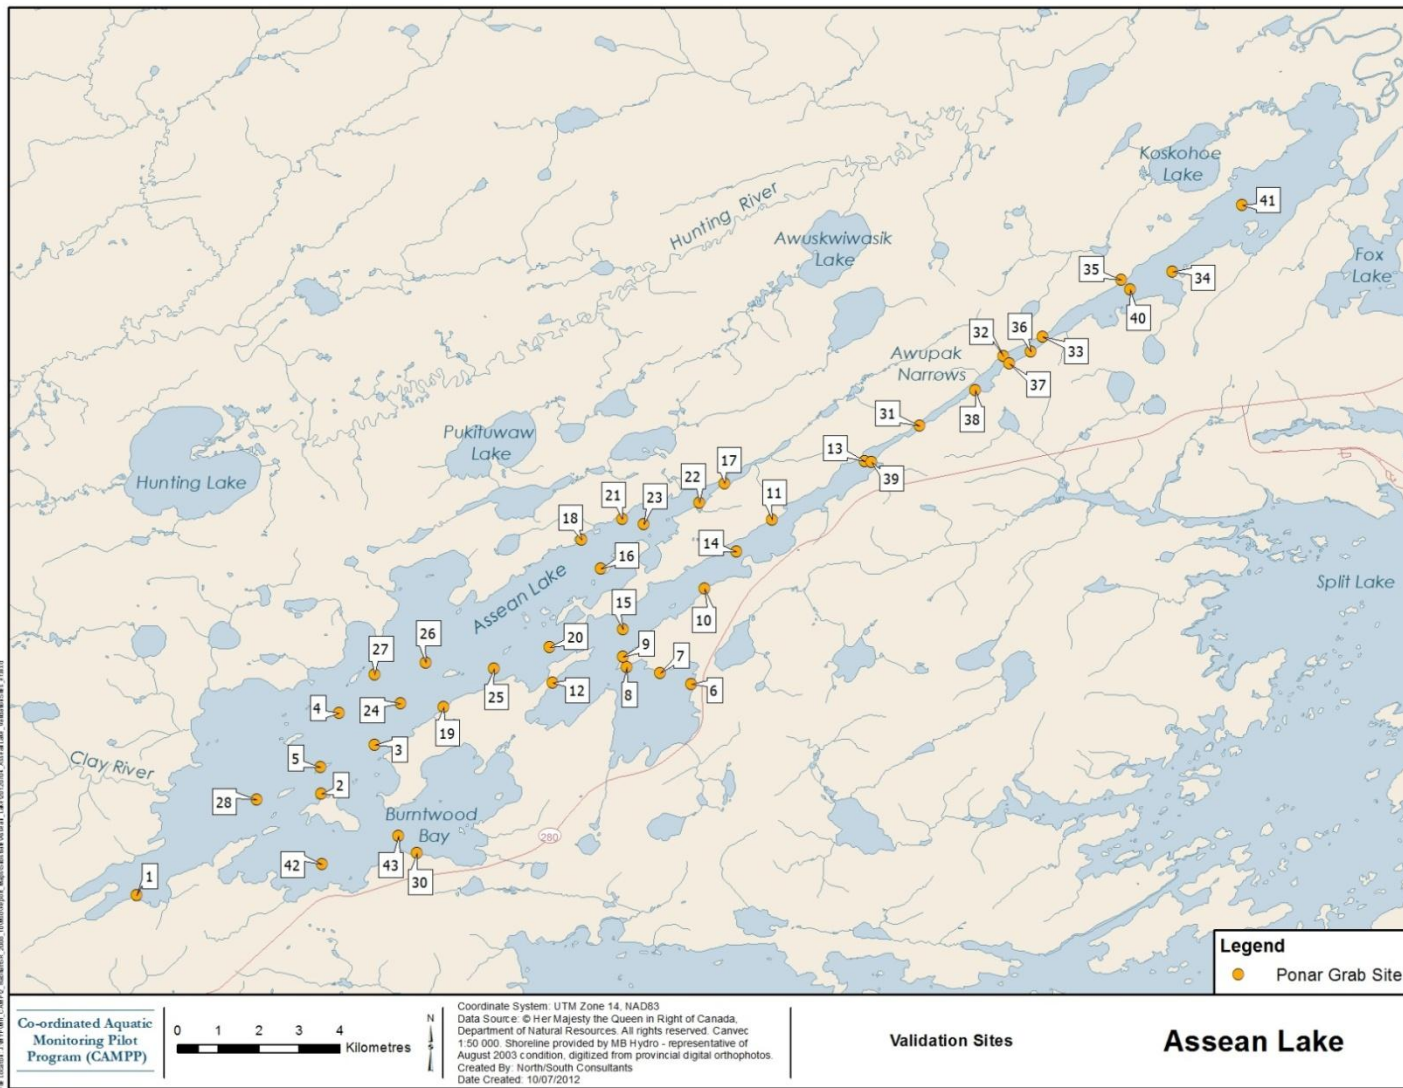 Koskohoe
Lake
41
Hunting River
Awuskwiwasik
Lake
Fox
Lake
35
34
40
32
36
33
Awupak
Narrows
37
38
31
Pukituwaw
Lake
13
39
Hunting Lake
17
22
11
21
23
18
14
16
Assean Lake
Split Lake
10
15
20
26
27
9
7
12
8
6
25
24
4
19
3
5
Clay River
2
28
Burntwood
Bay
280
42
43
30
1
Legend
Ponar Grab Site
Co-ordinated Aquatic
Monitoring Pilot
Program (CAMPP)
0 1 2 3 4
Kilometres
N
Coordinate System: UTM Zone 14, NAD83
Data Source: © Her Majesty the Queen in Right of Canada,
Department of Natural Resources. All rights reserved. Canvec
1:50 000. Shoreline provided by MB Hydro - representative of
August 2003 condition, digitized from provincial digital orthophotos.
Created By: North/South Consultants
Date Created: 10/07/2012
Validation Sites
Assean Lake